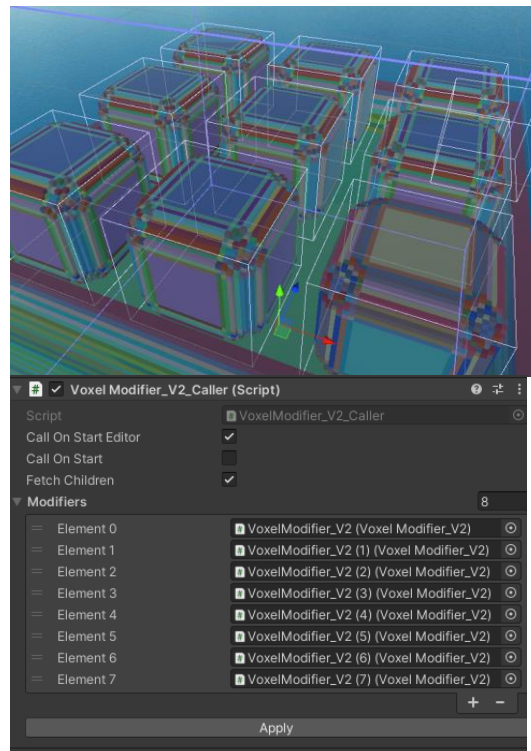 Voxel Modifier_V2_Caller (Script)
Script VoxelModifier_V2_Caller
Call On Start Editor
Call On Start
Fetch Children
Modifiers 8
Element 0 VoxelModifier_V2 (Voxel Modifier_V2)
Element 1 VoxelModifier_V2 (1) (Voxel Modifier_V2)
Element 2 VoxelModifier_V2 (2) (Voxel Modifier_V2)
Element 3 VoxelModifier_V2 (3) (Voxel Modifier_V2)
Element 4 VoxelModifier_V2 (4) (Voxel Modifier_V2)
Element 5 VoxelModifier_V2 (5) (Voxel Modifier_V2)
Element 6 VoxelModifier_V2 (6) (Voxel Modifier_V2)
Element 7 VoxelModifier_V2 (7) (Voxel Modifier_V2)
Apply